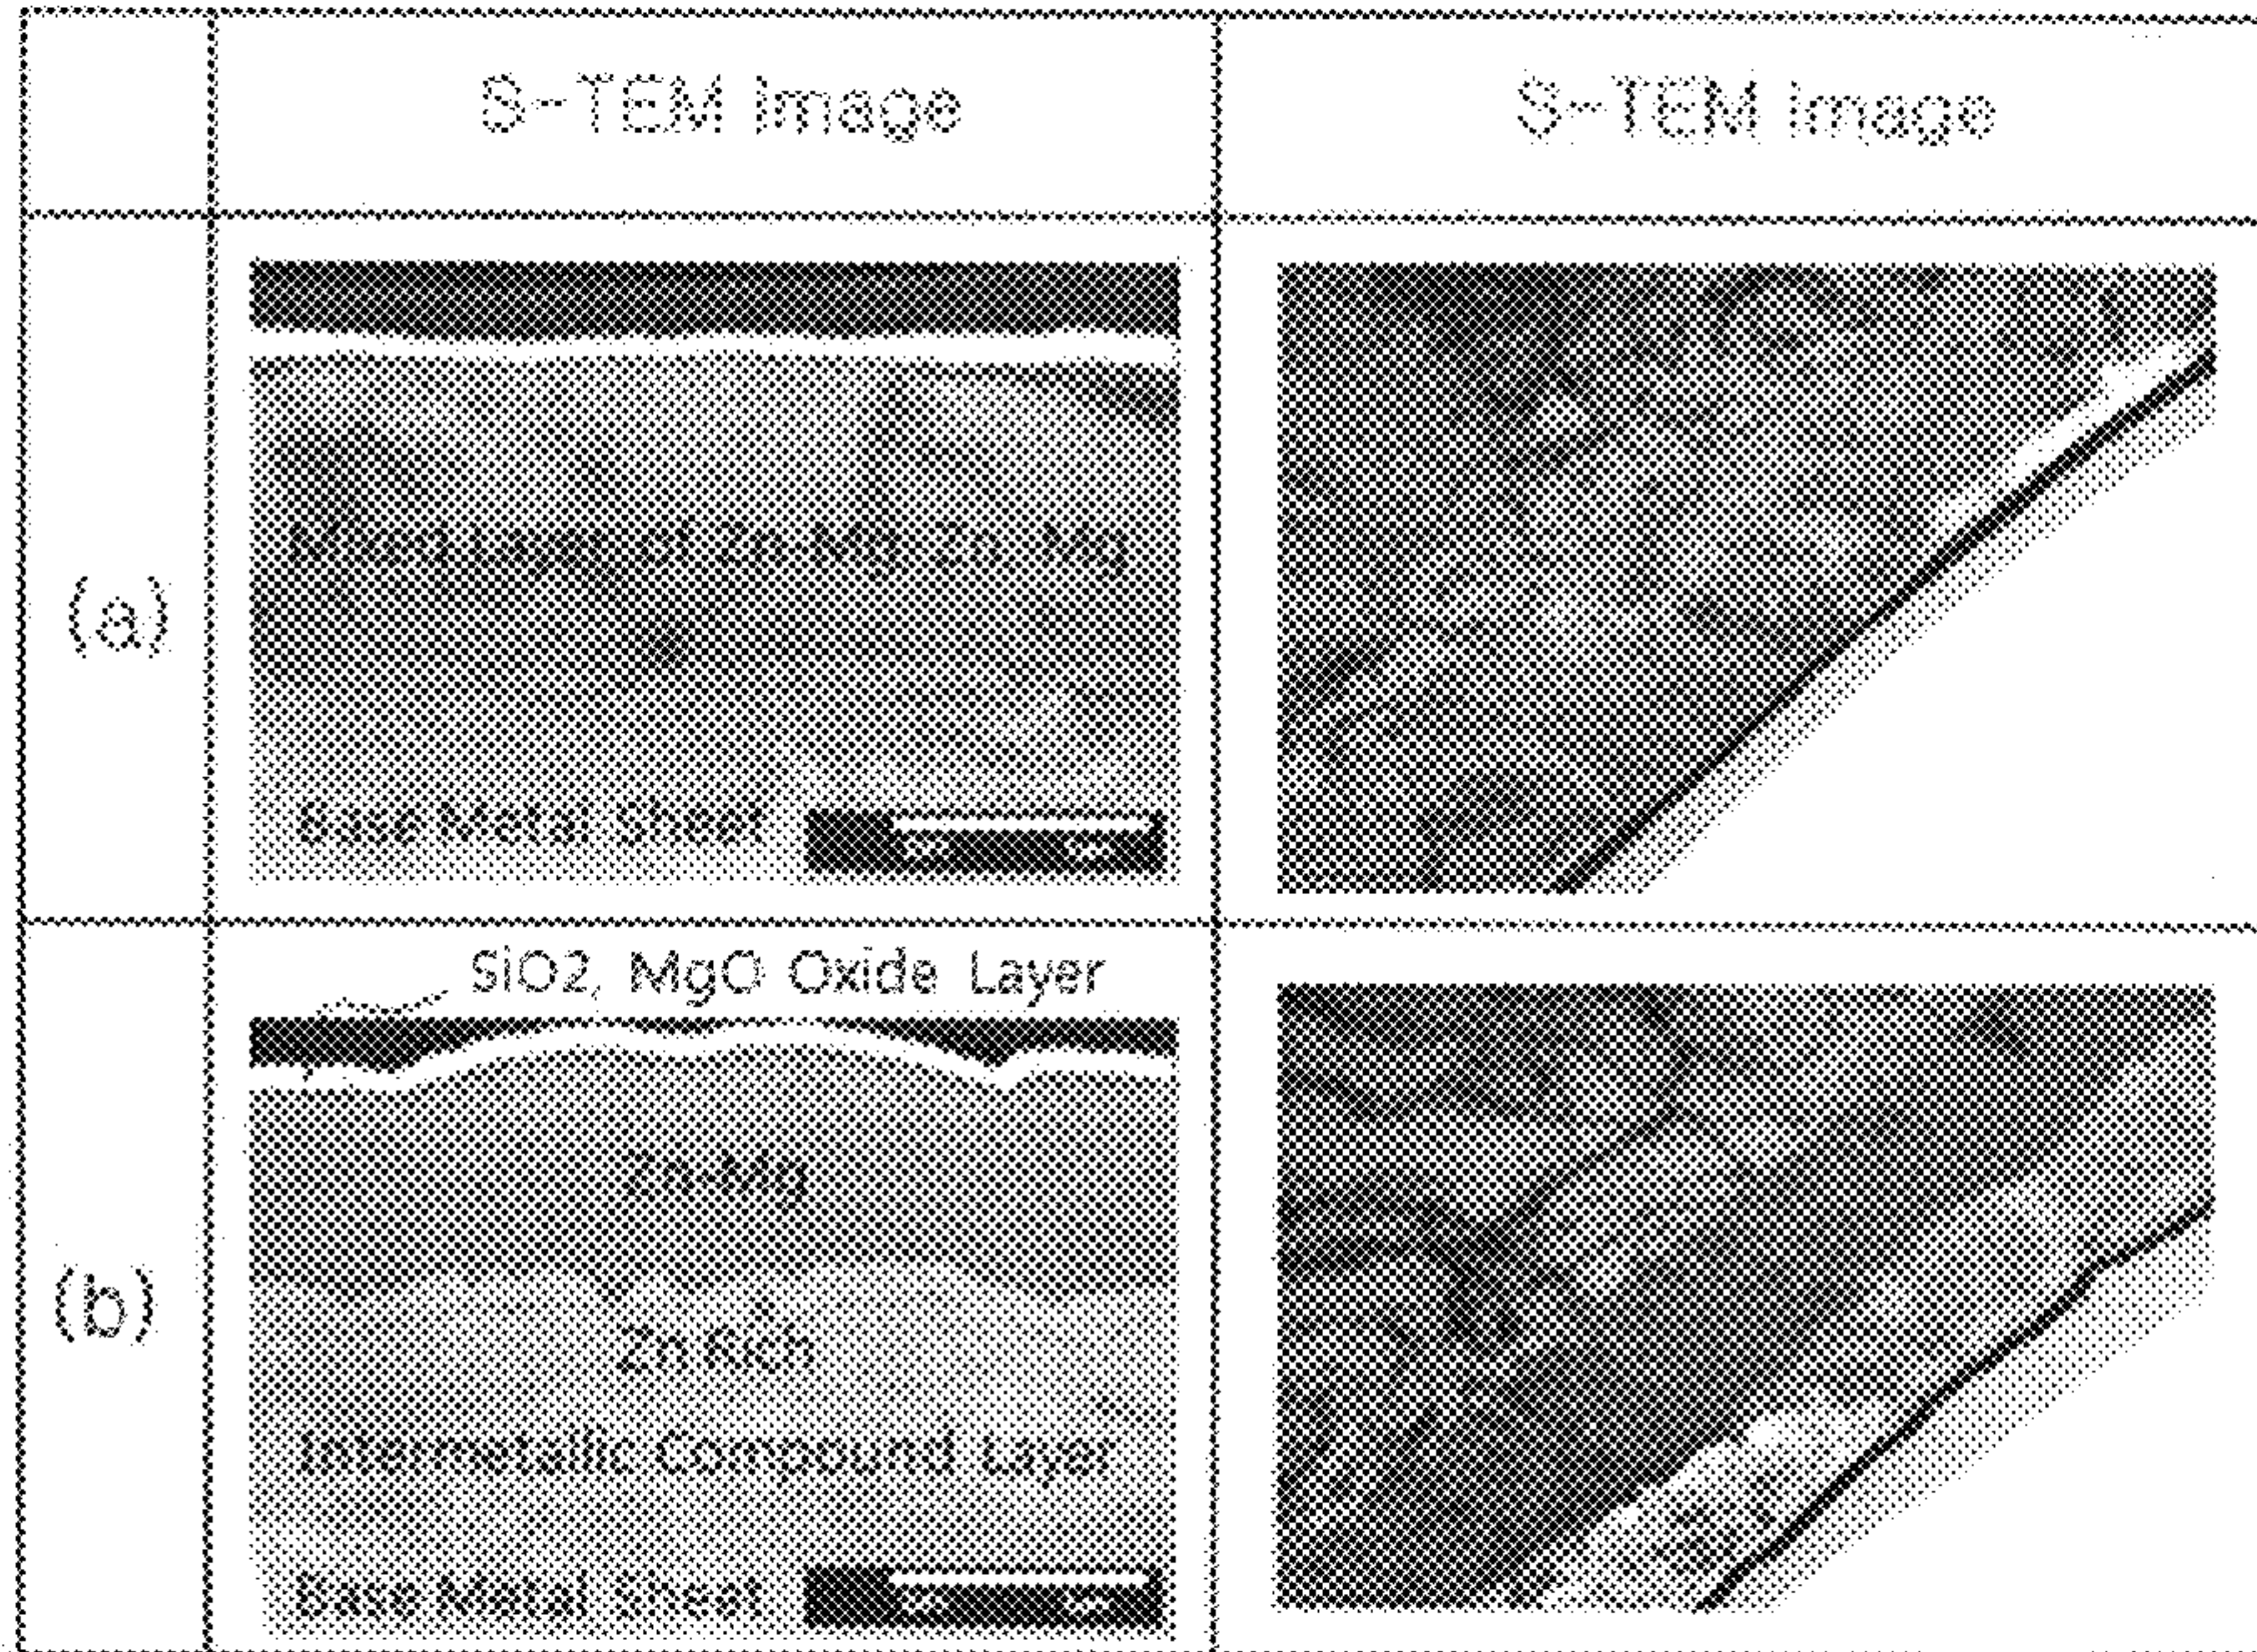 S-TEM Image
S-TEM Image
(a)
Mixed Layer of Zn-Mg, Zn, Mg
Base Metal Sheet
(b)
SiO2, MgO Oxide Layer
Zn-Mg
Zn Rich
Intermetallic Compound Layer
Base Metal Sheet